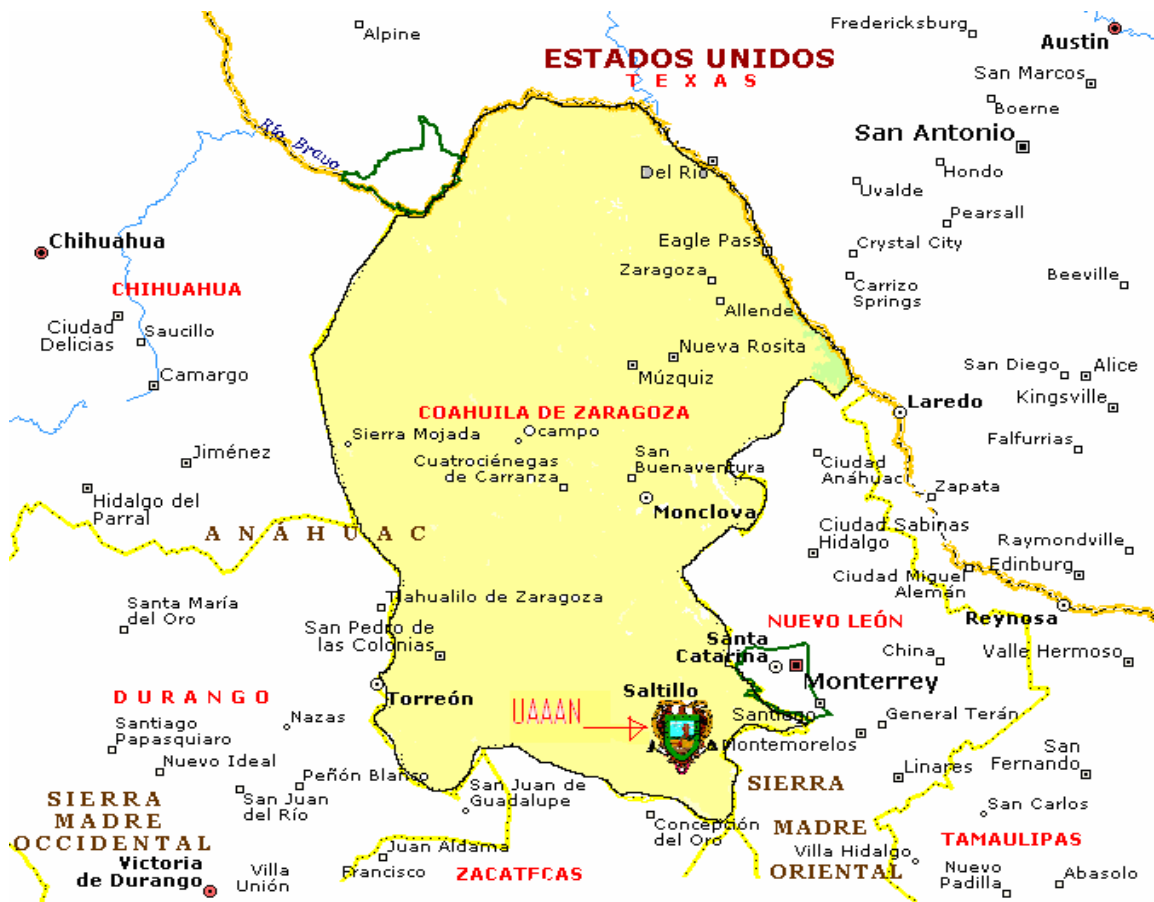 Alpine
Fredericksburg
Austin
ESTADOS UNIDOS
TEXAS
San Marcos
Boerne
San Antonio
Río Bravo
Del Río
Hondo
Uvalde
Pearsall
Chihuahua
Eagle Pass
Crystal City
Zaragoza
Carrizo
Springs
Beeville
CHIHUAHUA
Allende
Ciudad
Delicias
Saucillo
Nueva Rosita
Múzquiz
San Diego
Alice
Camargo
Kingsville
COAHUILA DE ZARAGOZA
Laredo
Sierra Mojada
Ocampo
Falfurrias
Jiménez
Cuatrociénegas
de Carranza
San
Buenaventura
Ciudad
Anáhuac
Hidalgo del
Parral
Zapata
Monclova
ANÁHUAC
Ciudad Sabinas
Hidalgo
Raymondville
Ciudad Miguel
Alemán
Edinburg
Santa María
del Oro
Tlahualilo de Zaragoza
San Pedro de
las Colonias
NUEVO LEÓN
Reynosa
Santa
Catarina
China
Valle Hermoso
Monterrey
DURANGO
Torreón
Saltillo
UAAAN
Santiago
Santiago
Papasquiaro
Nazas
General Terán
Montemorelos
Nuevo Ideal
Peñón Blanco
San Juan de
Guadalupe
SIERRA
Linares
San
Fernando
SIERRA
MADRE
OCCIDENTAL
San Juan
del Río
Concepción
del Oro
MADRE
ORIENTAL
San Carlos
TAMAULIPAS
Juan Aldama
Villa Hidalgo
Victoria
de Durango
Villa
Unión
Francisco
ZACATECAS
Nuevo
Padilla
Abasolo